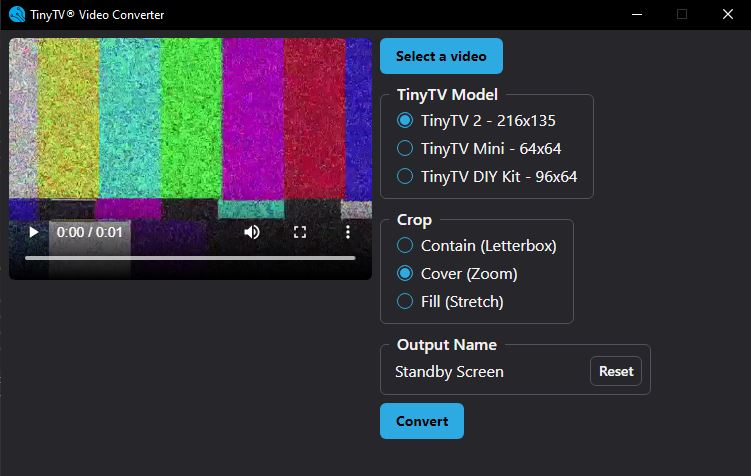 TinyTV® Video Converter
Select a video
TinyTV Model
TinyTV 2 - 216x135
TinyTV Mini - 64x64
TinyTV DIY Kit - 96x64
0:00 / 0:01
Crop
Contain (Letterbox)
Cover (Zoom)
Fill (Stretch)
Output Name
Standby Screen
Reset
Convert